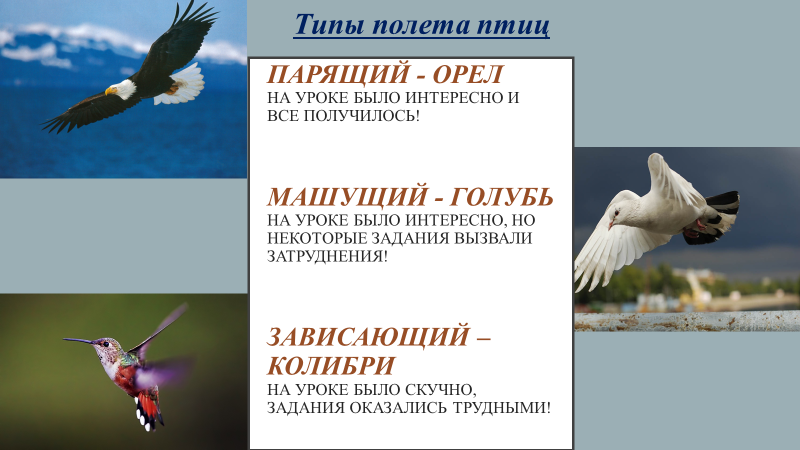 Типы полета птиц
ПАРЯЩИЙ - ОРЕЛ
НА УРОКЕ БЫЛО ИНТЕРЕСНО И
ВСЕ ПОЛУЧИЛОСЬ!
МАШУЩИЙ - ГОЛУБЬ
НА УРОКЕ БЫЛО ИНТЕРЕСНО, НО
НЕКОТОРЫЕ ЗАДАНИЯ ВЫЗВАЛИ
ЗАТРУДНЕНИЯ!
ЗАВИСАЮЩИЙ –
КОЛИБРИ
НА УРОКЕ БЫЛО СКУЧНО,
ЗАДАНИЯ ОКАЗАЛИСЬ ТРУДНЫМИ!